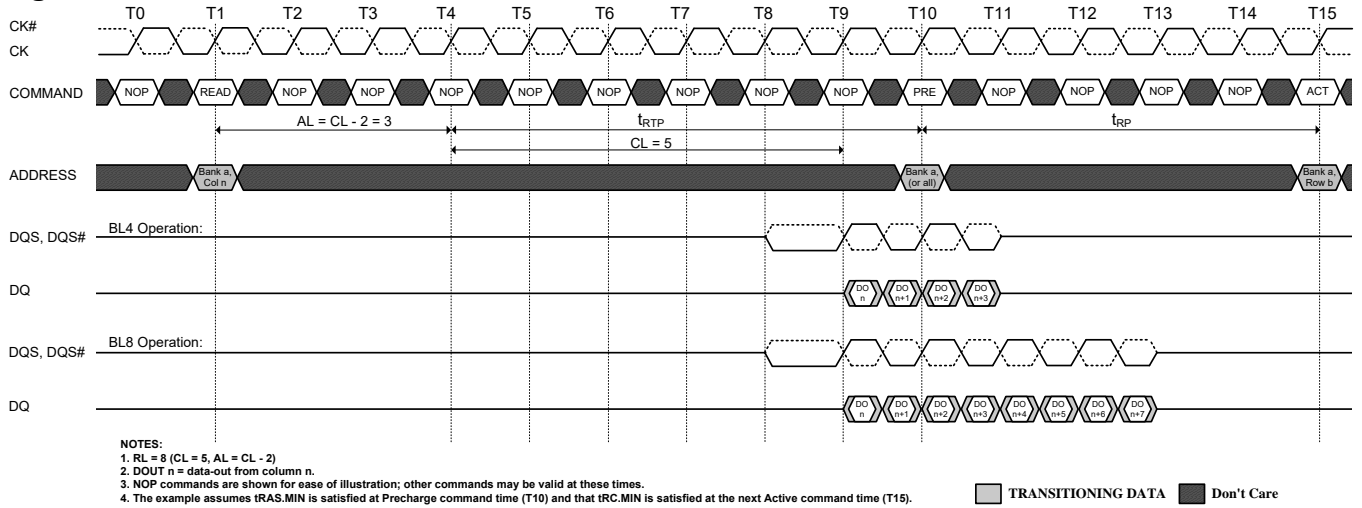 T0 T1 T2 T3 T4 T5 T6 T7 T8 T9 T10 T11 T12 T13 T14 T15
CK#
CK
COMMAND NOP READ NOP NOP NOP NOP NOP NOP NOP NOP PRE NOP NOP NOP NOP ACT
AL = CL - 2 = 3 tRTP tRP
CL = 5
ADDRESS
Bank a, Col n
Bank a, (or all)
Bank a, Row b
BL4 Operation:
DQS, DQS#
DQ
DO n DO n+1 DO n+2 DO n+3
BL8 Operation:
DQS, DQS#
DQ
DO n DO n+1 DO n+2 DO n+3 DO n+4 DO n+5 DO n+6 DO n+7
NOTES:
1. RL = 8 (CL = 5, AL = CL - 2)
2. DOUT n = data-out from column n.
3. NOP commands are shown for ease of illustration; other commands may be valid at these times.
4. The example assumes tRAS.MIN is satisfied at Precharge command time (T10) and that tRC.MIN is satisfied at the next Active command time (T15).
TRANSITIONING DATA Don't Care